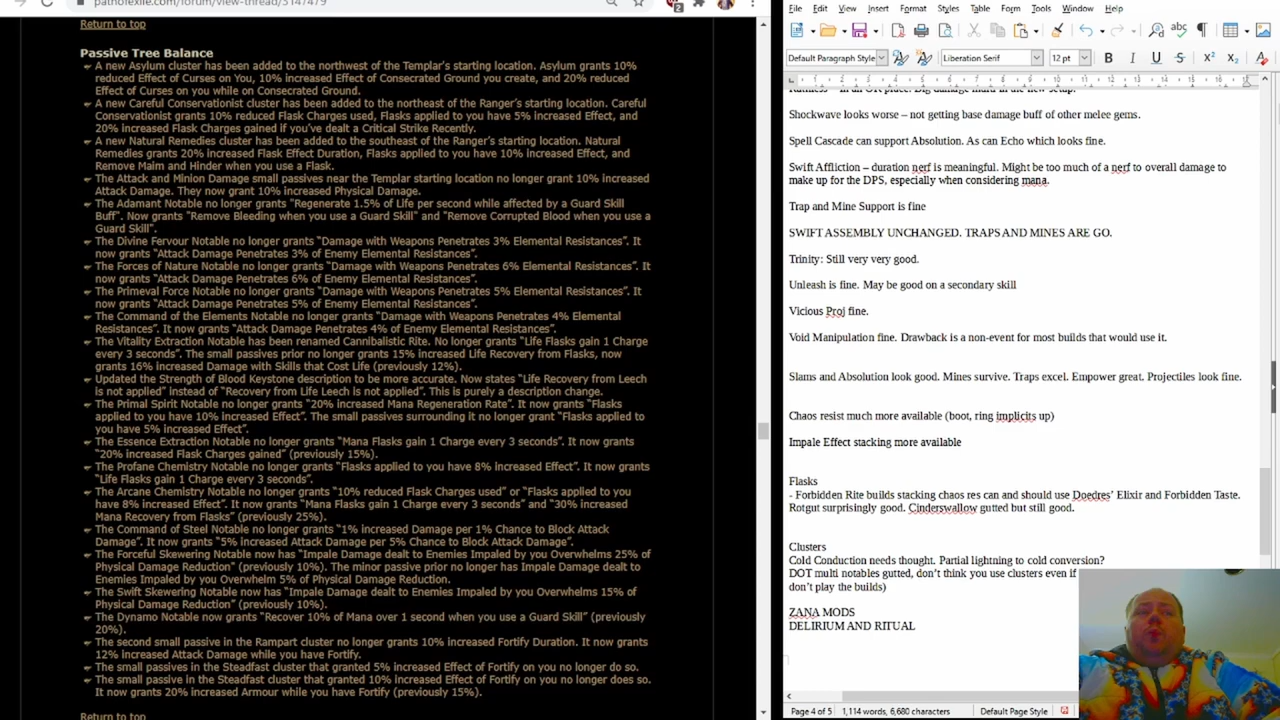 pathofexile.com/forum/view-thread/3147479
Return to top
Passive Tree Balance
A new Asylum cluster has been added to the northwest of the Templar's starting location. Asylum grants 10%
reduced Effect of Curses on You, 10% increased Effect of Consecrated Ground you create, and 20% reduced
Effect of Curses on you while on Consecrated Ground.
A new Careful Conservationist cluster has been added to the northeast of the Ranger's starting location. Careful
Conservationist grants 10% reduced Flask Charges used, Flasks applied to you have 5% increased Effect, and
20% increased Flask Charges gained if you've dealt a Critical Strike Recently.
A new Natural Remedies cluster has been added to the southeast of the Ranger's starting location. Natural
Remedies grants 20% increased Flask Effect Duration, Flasks applied to you have 10% increased Effect, and
Remove Maim and Hinder when you use a Flask.
The Attack and Minion Damage small passives near the Templar starting location no longer grant 10% increased
Attack Damage. They now grant 10% increased Physical Damage.
The Adamant Notable no longer grants "Regenerate 1.5% of Life per second while affected by a Guard Skill
Buff". Now grants "Remove Bleeding when you use a Guard Skill" and "Remove Corrupted Blood when you use a
Guard Skill".
The Divine Fervour Notable no longer grants "Damage with Weapons Penetrates 3% Elemental Resistances". It
now grants "Attack Damage Penetrates 3% of Enemy Elemental Resistances".
The Forces of Nature Notable no longer grants "Damage with Weapons Penetrates 6% Elemental Resistances". It
now grants "Attack Damage Penetrates 6% of Enemy Elemental Resistances".
The Primeval Force Notable no longer grants "Damage with Weapons Penetrates 5% Elemental Resistances". It
now grants "Attack Damage Penetrates 5% of Enemy Elemental Resistances".
The Command of the Elements Notable no longer grants "Damage with Weapons Penetrates 4% Elemental
Resistances". It now grants "Attack Damage Penetrates 4% of Enemy Elemental Resistances".
The Vitality Extraction Notable has been renamed Cannibalistic Rite. No longer grants "Life Flasks gain 1 Charge
every 3 seconds". The small passives prior no longer grants 15% increased Life Recovery from Flasks, now
grants 16% increased Damage with Skills that Cost Life (previously 12%).
Updated the Strength of Blood Keystone description to be more accurate. Now states "Life Recovery from Leech
is not applied" instead of "Recovery from Life Leech is not applied". This is purely a description change.
The Primal Spirit Notable no longer grants "20% increased Mana Regeneration Rate". It now grants "Flasks
applied to you have 10% increased Effect". The small passives surrounding it no longer grant "Flasks applied to
you have 5% increased Effect".
The Essence Extraction Notable no longer grants "Mana Flasks gain 1 Charge every 3 seconds". It now grants
"20% increased Flask Charges gained" (previously 15%).
The Profane Chemistry Notable no longer grants "Flasks applied to you have 8% increased Effect". It now grants
"Life Flasks gain 1 Charge every 3 seconds".
The Arcane Chemistry Notable no longer grants "10% reduced Flask Charges used" or "Flasks applied to you
have 8% increased Effect". It now grants "Mana Flasks gain 1 Charge every 3 seconds" and "30% increased
Mana Recovery from Flasks" (previously 25%).
The Command of Steel Notable no longer grants "1% increased Damage per 1% Chance to Block Attack
Damage". It now grants "5% increased Attack Damage per 5% Chance to Block Attack Damage".
The Forceful Skewering Notable now has "Impale Damage dealt to Enemies Impaled by you Overwhelms 25% of
Physical Damage Reduction" (previously 10%). The minor passive prior no longer has Impale Damage dealt to
Enemies Impaled by you Overwhelm 5% of Physical Damage Reduction.
The Swift Skewering Notable now has "Impale Damage dealt to Enemies Impaled by you Overwhelms 15% of
Physical Damage Reduction" (previously 10%).
The Dynamo Notable now grants "Recover 10% of Mana over 1 second when you use a Guard Skill" (previously
20%).
The second small passive in the Rampart cluster no longer grants 10% increased Fortify Duration. It now grants
12% increased Attack Damage while you have Fortify.
The small passives in the Steadfast cluster that granted 5% increased Effect of Fortify on you no longer do so.
The small passive in the Steadfast cluster that granted 10% increased Effect of Fortify on you no longer does so.
It now grants 20% increased Armour while you have Fortify (previously 15%).
Return to top
File Edit View Insert Format Styles Table Form Tools Window Help
Default Paragraph Style Liberation Serif 12 pt B I U S X² X₂ A
Shockwave looks worse – not getting base damage buff of other melee gems.
Spell Cascade can support Absolution. As can Echo which looks fine.
Swift Affliction – duration nerf is meaningful. Might be too much of a nerf to overall damage to
make up for the DPS, especially when considering mana.
Trap and Mine Support is fine
SWIFT ASSEMBLY UNCHANGED. TRAPS AND MINES ARE GO.
Trinity: Still very very good.
Unleash is fine. May be good on a secondary skill
Vicious Proj fine.
Void Manipulation fine. Drawback is a non-event for most builds that would use it.
Slams and Absolution look good. Mines survive. Traps excel. Empower great. Projectiles look fine.
Chaos resist much more available (boot, ring implicits up)
Impale Effect stacking more available
Flasks
- Forbidden Rite builds stacking chaos res can and should use Doedres' Elixir and Forbidden Taste.
Rotgut surprisingly good. Cinderswallow gutted but still good.
Clusters
Cold Conduction needs thought. Partial lightning to cold conversion?
DOT multi notables gutted, don't think you use clusters even if
don't play the builds)
ZANA MODS
DELIRIUM AND RITUAL
Page 4 of 5 1,114 words, 6,680 characters Default Page Style